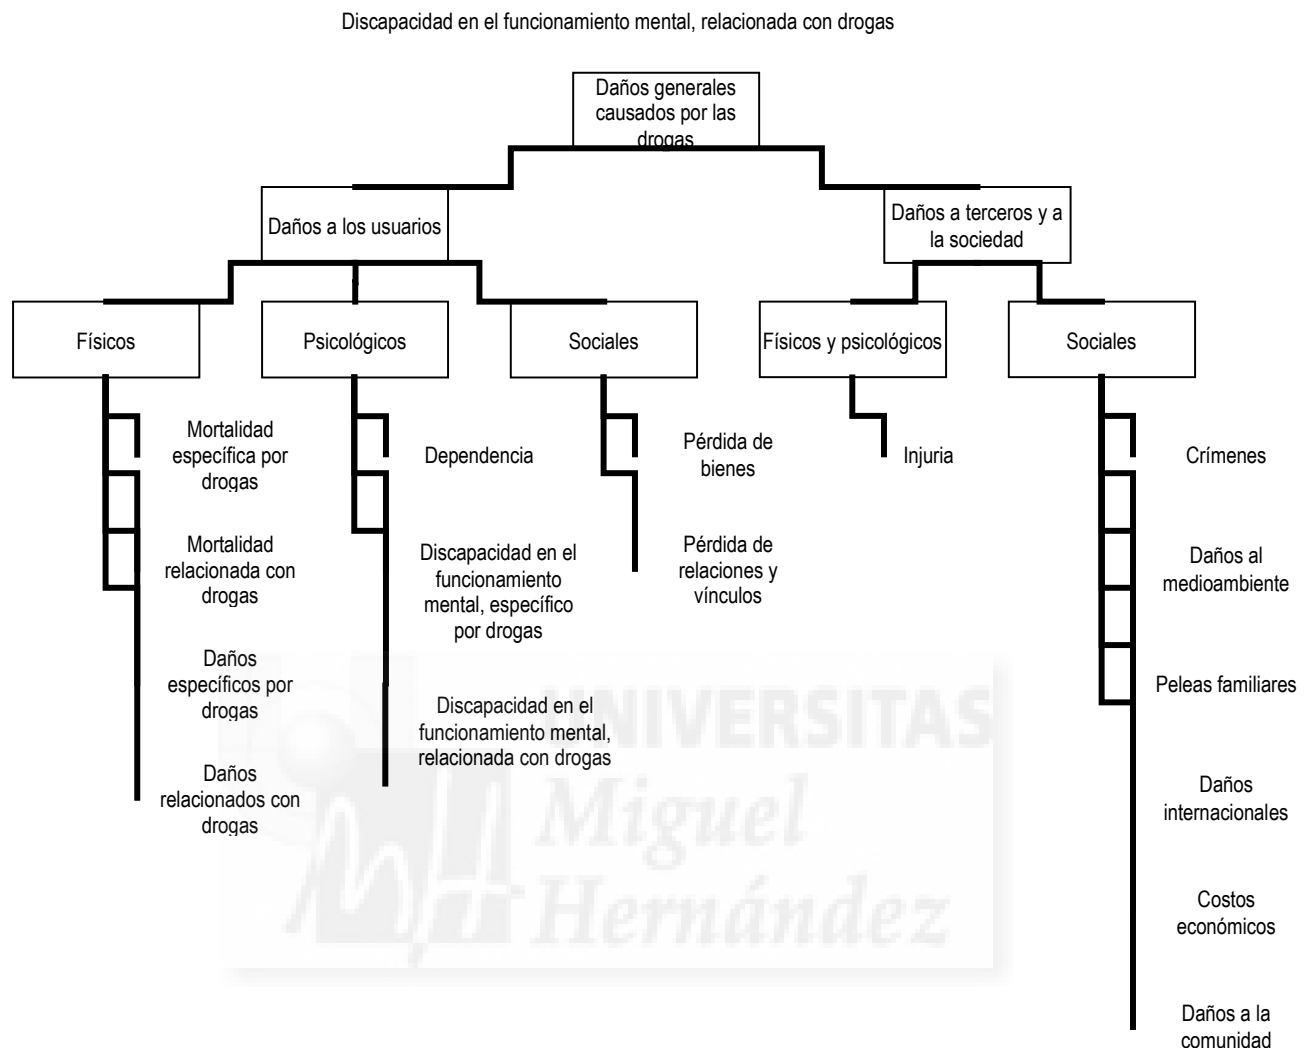 Discapacidad en el funcionamiento mental, relacionada con drogas
Daños generales
causados por las
drogas
Daños a los usuarios
Daños a terceros y a
la sociedad
Físicos
Psicológicos
Sociales
Físicos y psicológicos
Sociales
Mortalidad
específica por
drogas
Mortalidad
relacionada con
drogas
Daños
específicos por
drogas
Daños
relacionados con
drogas
Dependencia
Discapacidad en el
funcionamiento
mental, específico
por drogas
Discapacidad en el
funcionamiento mental,
relacionada con drogas
Pérdida de
bienes
Pérdida de
relaciones y
vínculos
Injuria
Crímenes
Daños al
medioambiente
Peleas familiares
Daños
internacionales
Costos
económicos
Daños a la
comunidad
UNIVERSITAS
Miguel
Hernández